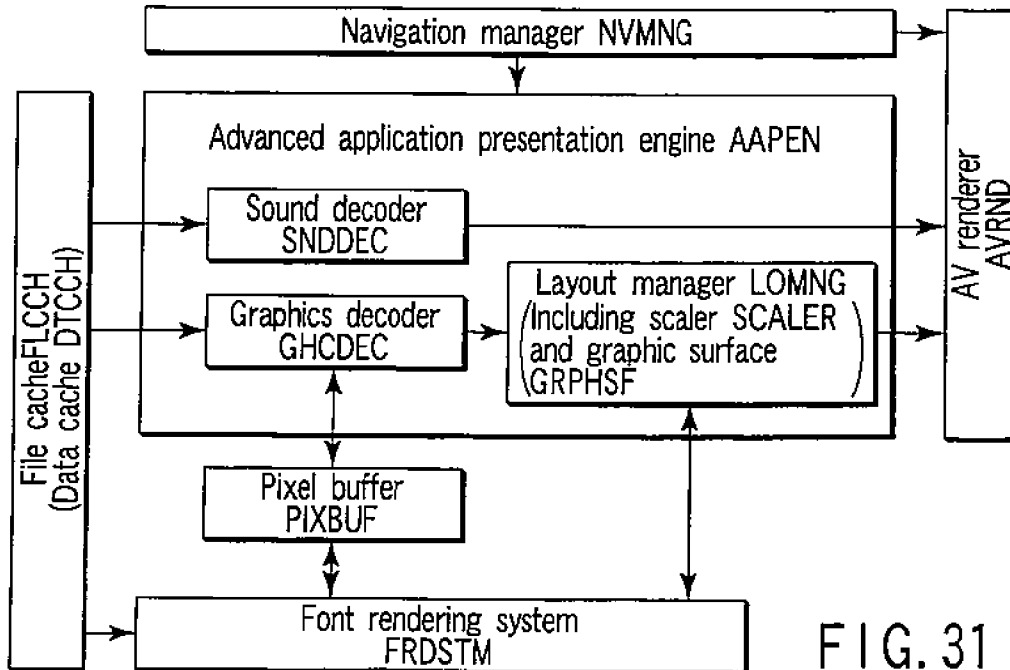 Navigation manager NVMNG
Advanced application presentation engine AAPEN
Sound decoder
SNDDEC
Graphics decoder
GHCDEC
Layout manager LOMNG
(Including scaler SCALER
and graphic surface
GRPHSF)
File cacheFLCCH
(Data cache DTCCH)
AV renderer
AVRND
Pixel buffer
PIXBUF
Font rendering system
FRDSTM
FIG.31